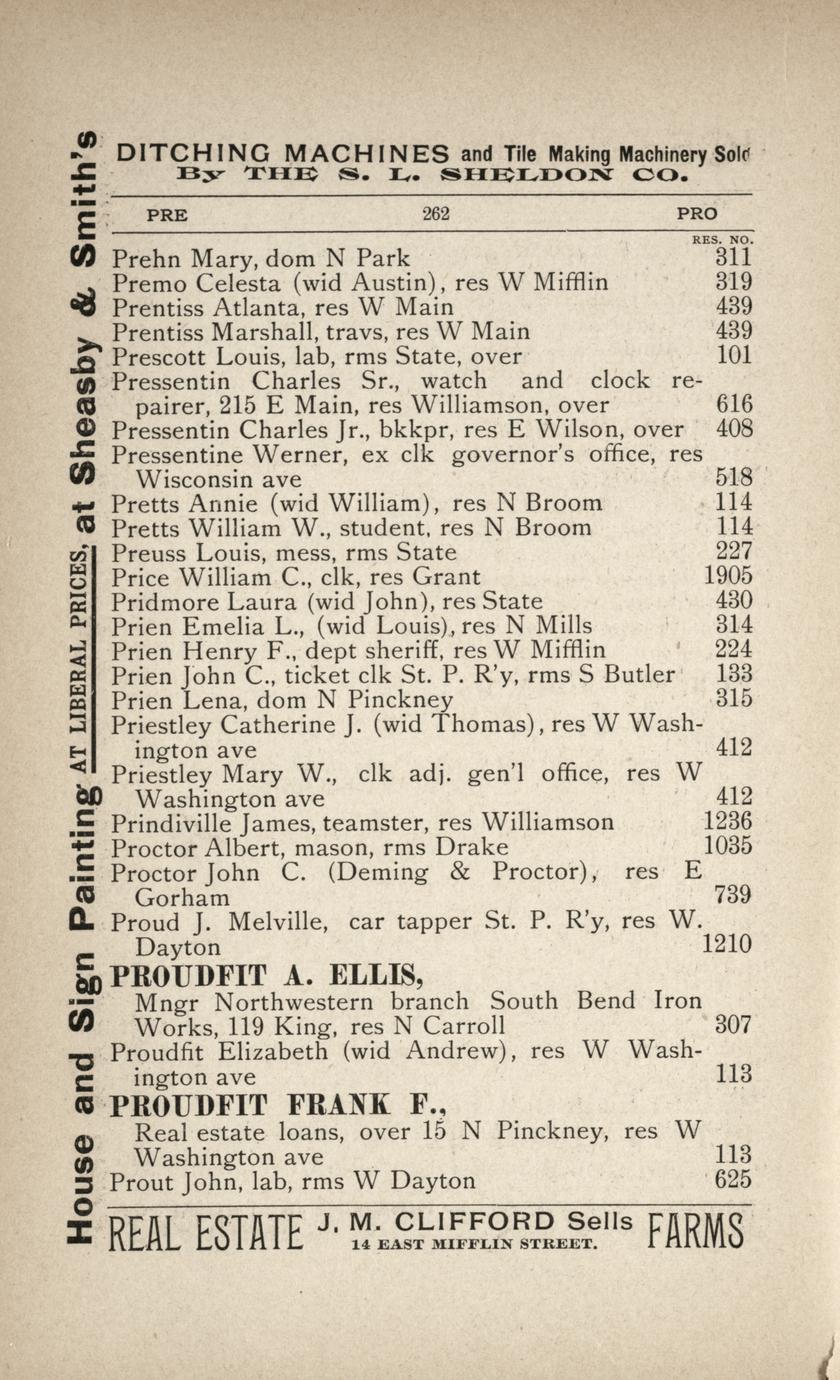 DITCHING MACHINES and Tile Making Machinery Sold
By THE S. L. SHELDON CO.
PRE 262 PRO
RES. NO.
Prehn Mary, dom N Park 311
Premo Celesta (wid Austin), res W Mifflin 319
Prentiss Atlanta, res W Main 439
Prentiss Marshall, travs, res W Main 439
Prescott Louis, lab, rms State, over 101
Pressentin Charles Sr., watch and clock re-
pairer, 215 E Main, res Williamson, over 616
Pressentin Charles Jr., bkkpr, res E Wilson, over 408
Pressentine Werner, ex clk governor's office, res
Wisconsin ave 518
Pretts Annie (wid William), res N Broom 114
Pretts William W., student, res N Broom 114
Preuss Louis, mess, rms State 227
Price William C., clk, res Grant 1905
Pridmore Laura (wid John), res State 430
Prien Emelia L., (wid Louis), res N Mills 314
Prien Henry F., dept sheriff, res W Mifflin 224
Prien John C., ticket clk St. P. R'y, rms S Butler 133
Prien Lena, dom N Pinckney 315
Priestley Catherine J. (wid Thomas), res W Wash-
ington ave 412
Priestley Mary W., clk adj. gen'l office, res W
Washington ave 412
Prindiville James, teamster, res Williamson 1236
Proctor Albert, mason, rms Drake 1035
Proctor John C. (Deming & Proctor), res E
Gorham 739
Proud J. Melville, car tapper St. P. R'y, res W.
Dayton 1210
PROUDFIT A. ELLIS,
Mngr Northwestern branch South Bend Iron
Works, 119 King, res N Carroll 307
Proudfit Elizabeth (wid Andrew), res W Wash-
ington ave 113
PROUDFIT FRANK F.,
Real estate loans, over 15 N Pinckney, res W
Washington ave 113
Prout John, lab, rms W Dayton 625
REAL ESTATE J. M. CLIFFORD Sells FARMS
14 EAST MIFFLIN STREET.
House and Sign Painting AT LIBERAL PRICES, at Sheasby & Smith's